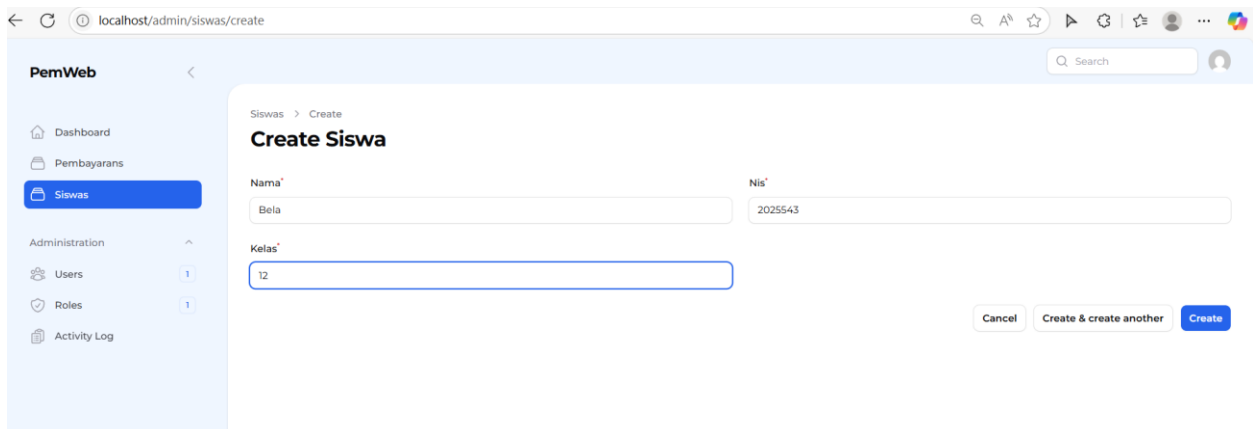 localhost/admin/siswas/create
PemWeb
Search
Dashboard
Pembayarans
Siswas
Administration
Users 1
Roles 1
Activity Log
Siswas > Create
Create Siswa
Nama* Nis*
Bela 2025543
Kelas*
12
Cancel Create & create another Create